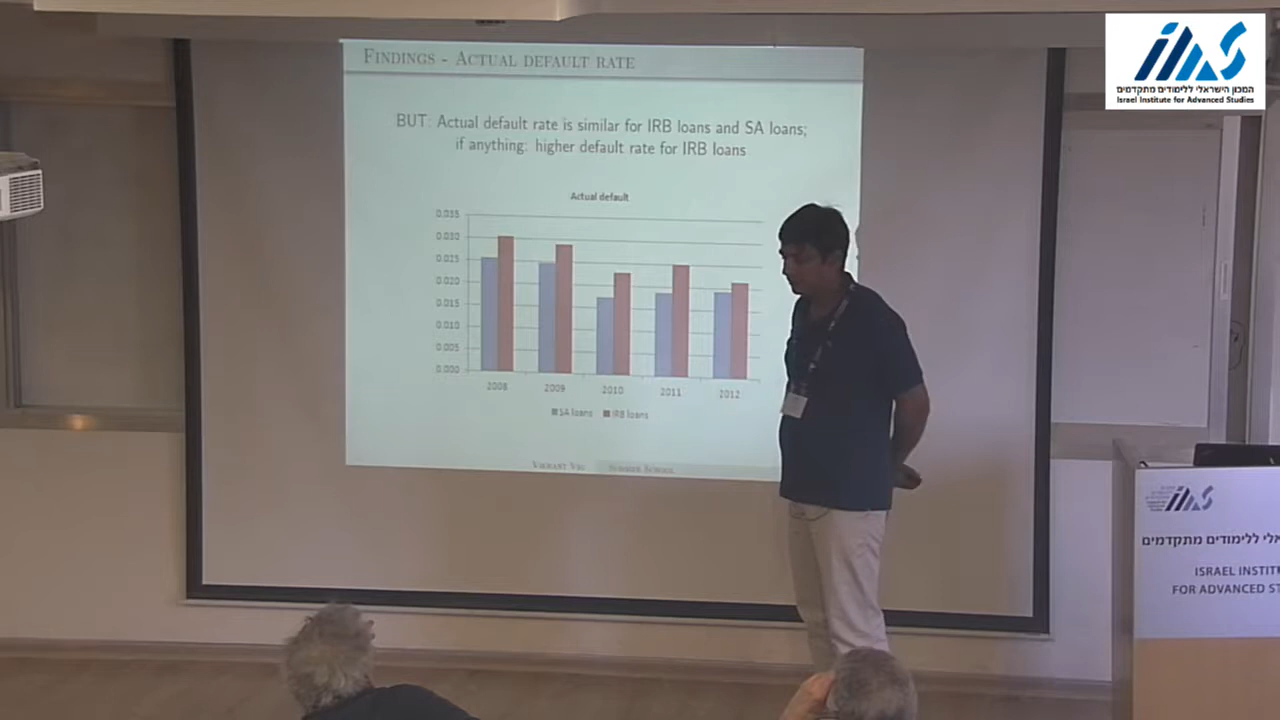 FINDINGS - ACTUAL DEFAULT RATE
BUT: Actual default rate is similar for IRB loans and SA loans;
if anything: higher default rate for IRB loans
Actual default
0.035
0.030
0.025
0.020
0.015
0.010
0.005
0.000
2008
2009
2010
2011
2012
SA loans
IRB loans
SUMMER SCHOOL
המכון הישראלי ללימודים מתקדמים
Israel Institute for Advanced Studies
אלי ללימודים מתקדמים
ISRAEL INSTIT
FOR ADVANCED ST